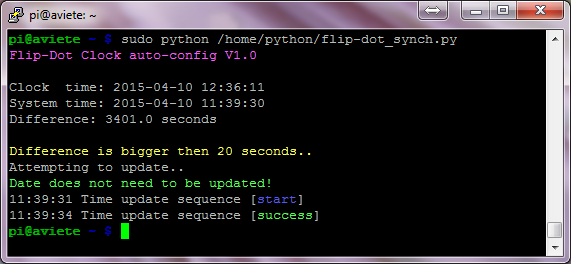 pi@aviete: ~
pi@aviete ~ $ sudo python /home/python/flip-dot_synch.py
Flip-Dot Clock auto-config V1.0
Clock  time: 2015-04-10 12:36:11
System time: 2015-04-10 11:39:30
Difference: 3401.0 seconds
Difference is bigger then 20 seconds..
Attempting to update..
Date does not need to be updated!
11:39:31 Time update sequence [start]
11:39:34 Time update sequence [success]
pi@aviete ~ $